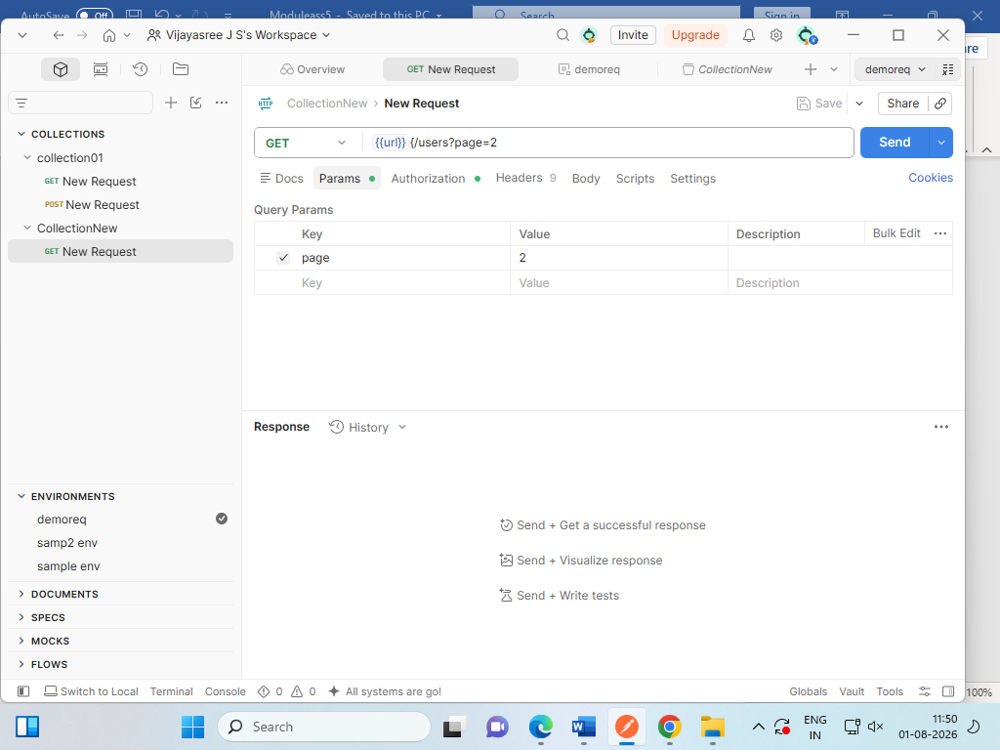 AutoSave Off Moduleass5 - Saved to this PC Search Sign in
Vijayasree J S's Workspace Invite Upgrade
Overview GET New Request demoreq CollectionNew demoreq
HTTP CollectionNew > New Request Save Share
COLLECTIONS
collection01
GET New Request
POST New Request
CollectionNew
GET New Request
GET {{url}} {/users?page=2 Send
Docs Params Authorization Headers 9 Body Scripts Settings Cookies
Query Params
Key Value Description Bulk Edit
page 2
Key Value Description
Response History
Send + Get a successful response
Send + Visualize response
Send + Write tests
ENVIRONMENTS
demoreq
samp2 env
sample env
DOCUMENTS
SPECS
MOCKS
FLOWS
Switch to Local Terminal Console 0 0 All systems are go! Globals Vault Tools
100%
Search
ENG
IN
11:50
01-08-2026